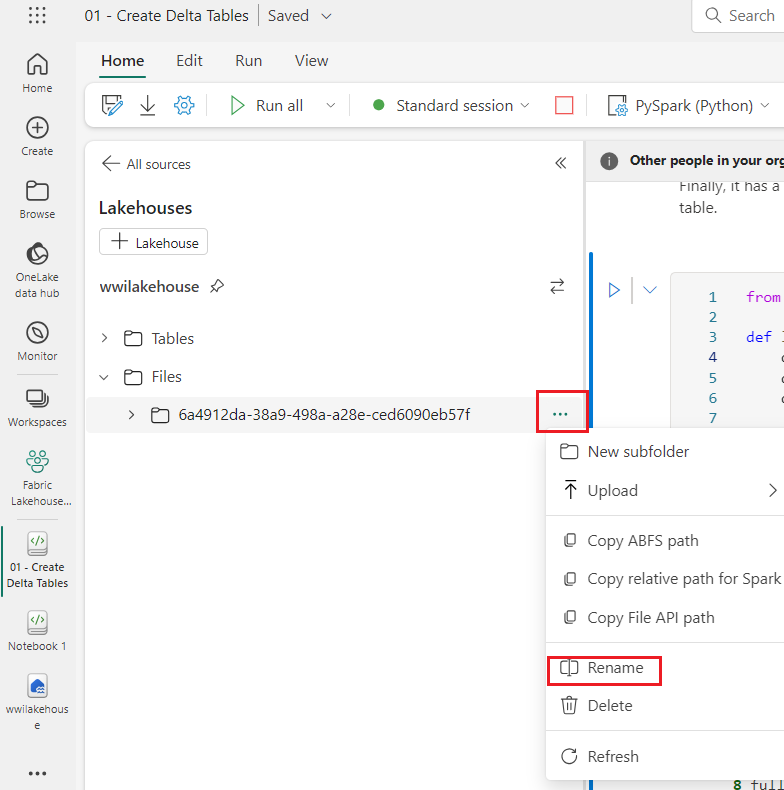 01 - Create Delta Tables Saved
Search
Home Edit Run View
Run all Standard session PySpark (Python)
Home
Create
Browse
OneLake
data hub
Monitor
Workspaces
Fabric
Lakehouse...
01 - Create
Delta Tables
Notebook 1
wwilakehous
e
...
All sources
Lakehouses
+ Lakehouse
wwilakehouse
Tables
Files
6a4912da-38a9-498a-a28e-ced6090eb57f ...
Other people in your org
Finally, it has a
table.
1 from
2
3 def
4
5
6
7
New subfolder
Upload
Copy ABFS path
Copy relative path for Spark
Copy File API path
Rename
Delete
Refresh
8 full